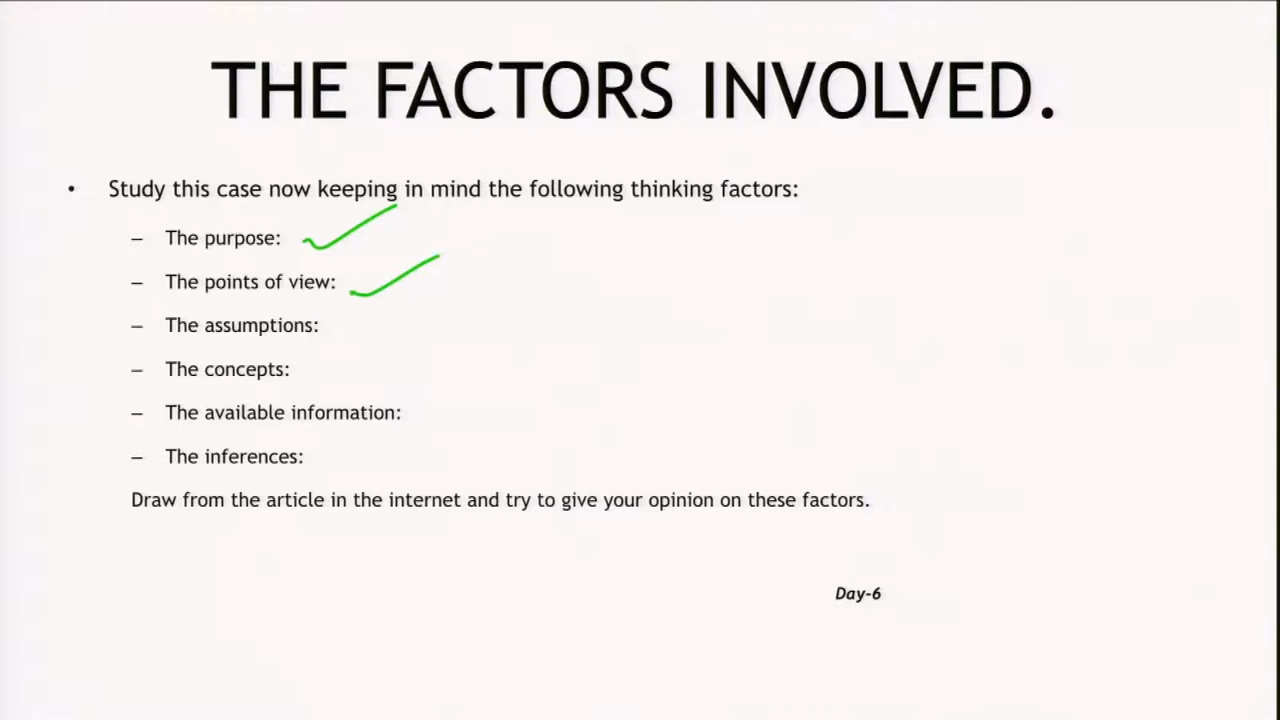 THE FACTORS INVOLVED.
• Study this case now keeping in mind the following thinking factors:
– The purpose:
– The points of view:
– The assumptions:
– The concepts:
– The available information:
– The inferences:
Draw from the article in the internet and try to give your opinion on these factors.
Day-6